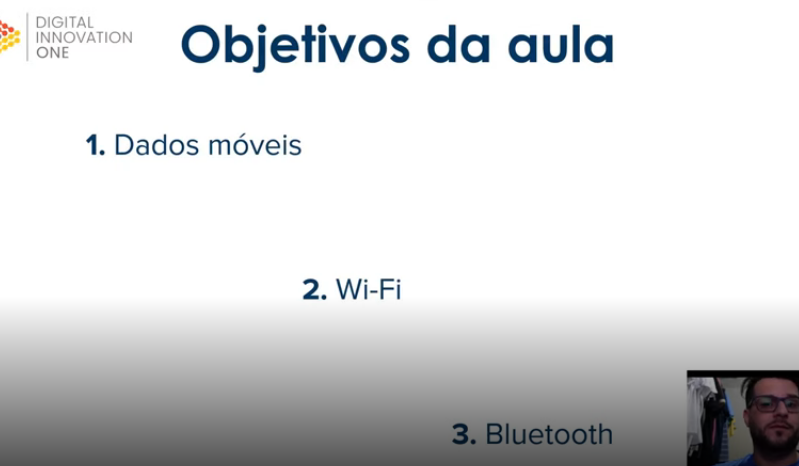 DIGITAL
INNOVATION
ONE
Objetivos da aula
1. Dados móveis
2. Wi-Fi
3. Bluetooth